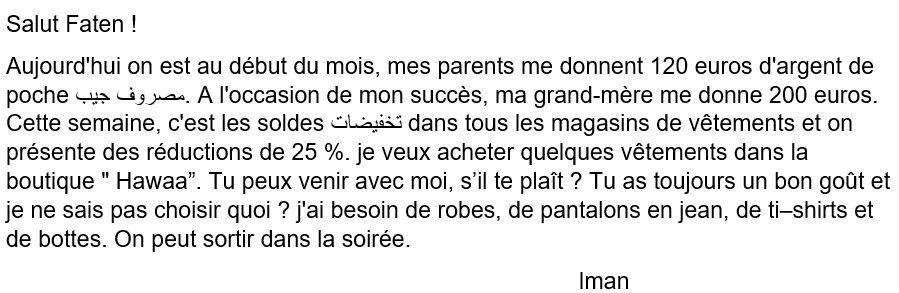 Salut Faten !
Aujourd'hui on est au début du mois, mes parents me donnent 120 euros d'argent de
poche مصروف جيب. A l'occasion de mon succès, ma grand-mère me donne 200 euros.
Cette semaine, c'est les soldes تخفيضات dans tous les magasins de vêtements et on
présente des réductions de 25 %. je veux acheter quelques vêtements dans la
boutique " Hawaa”. Tu peux venir avec moi, s’il te plaît ? Tu as toujours un bon goût et
je ne sais pas choisir quoi ? j'ai besoin de robes, de pantalons en jean, de ti–shirts et
de bottes. On peut sortir dans la soirée.
Iman